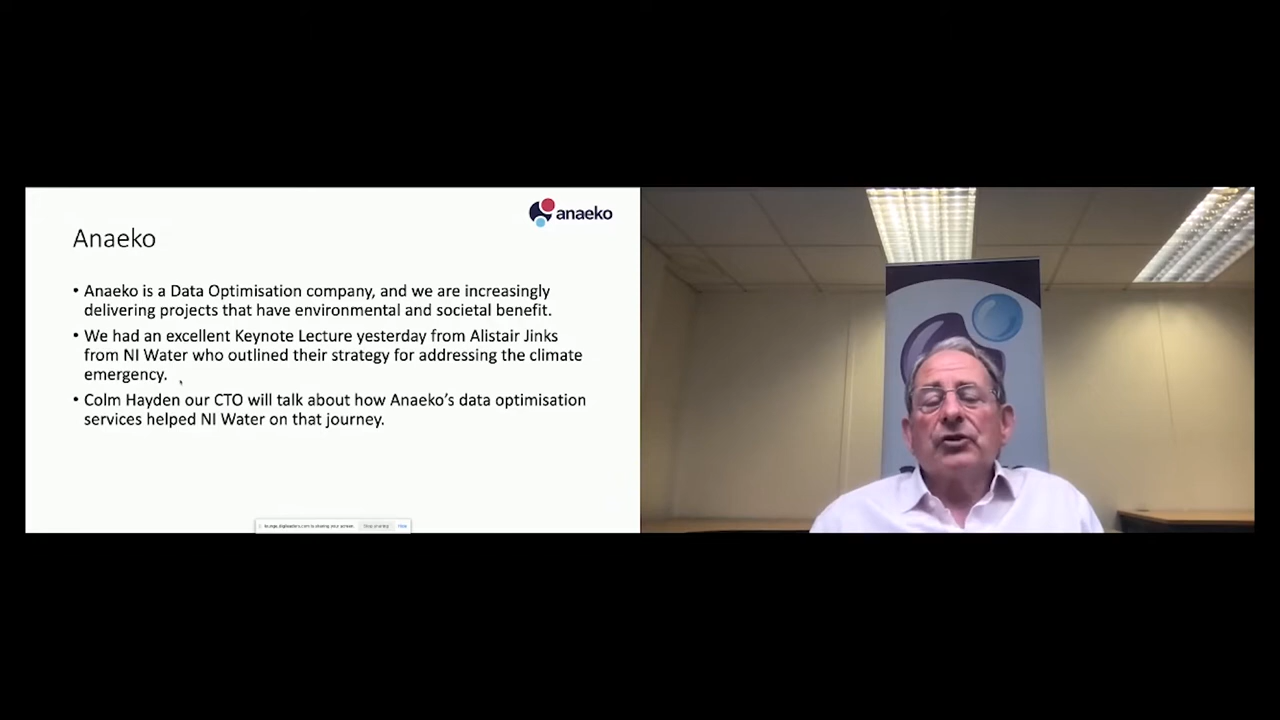 anaeko
Anaeko
• Anaeko is a Data Optimisation company, and we are increasingly
delivering projects that have environmental and societal benefit.
• We had an excellent Keynote Lecture yesterday from Alistair Jinks
from NI Water who outlined their strategy for addressing the climate
emergency.
• Colm Hayden our CTO will talk about how Anaeko's data optimisation
services helped NI Water on that journey.
Stop sharing
Hide